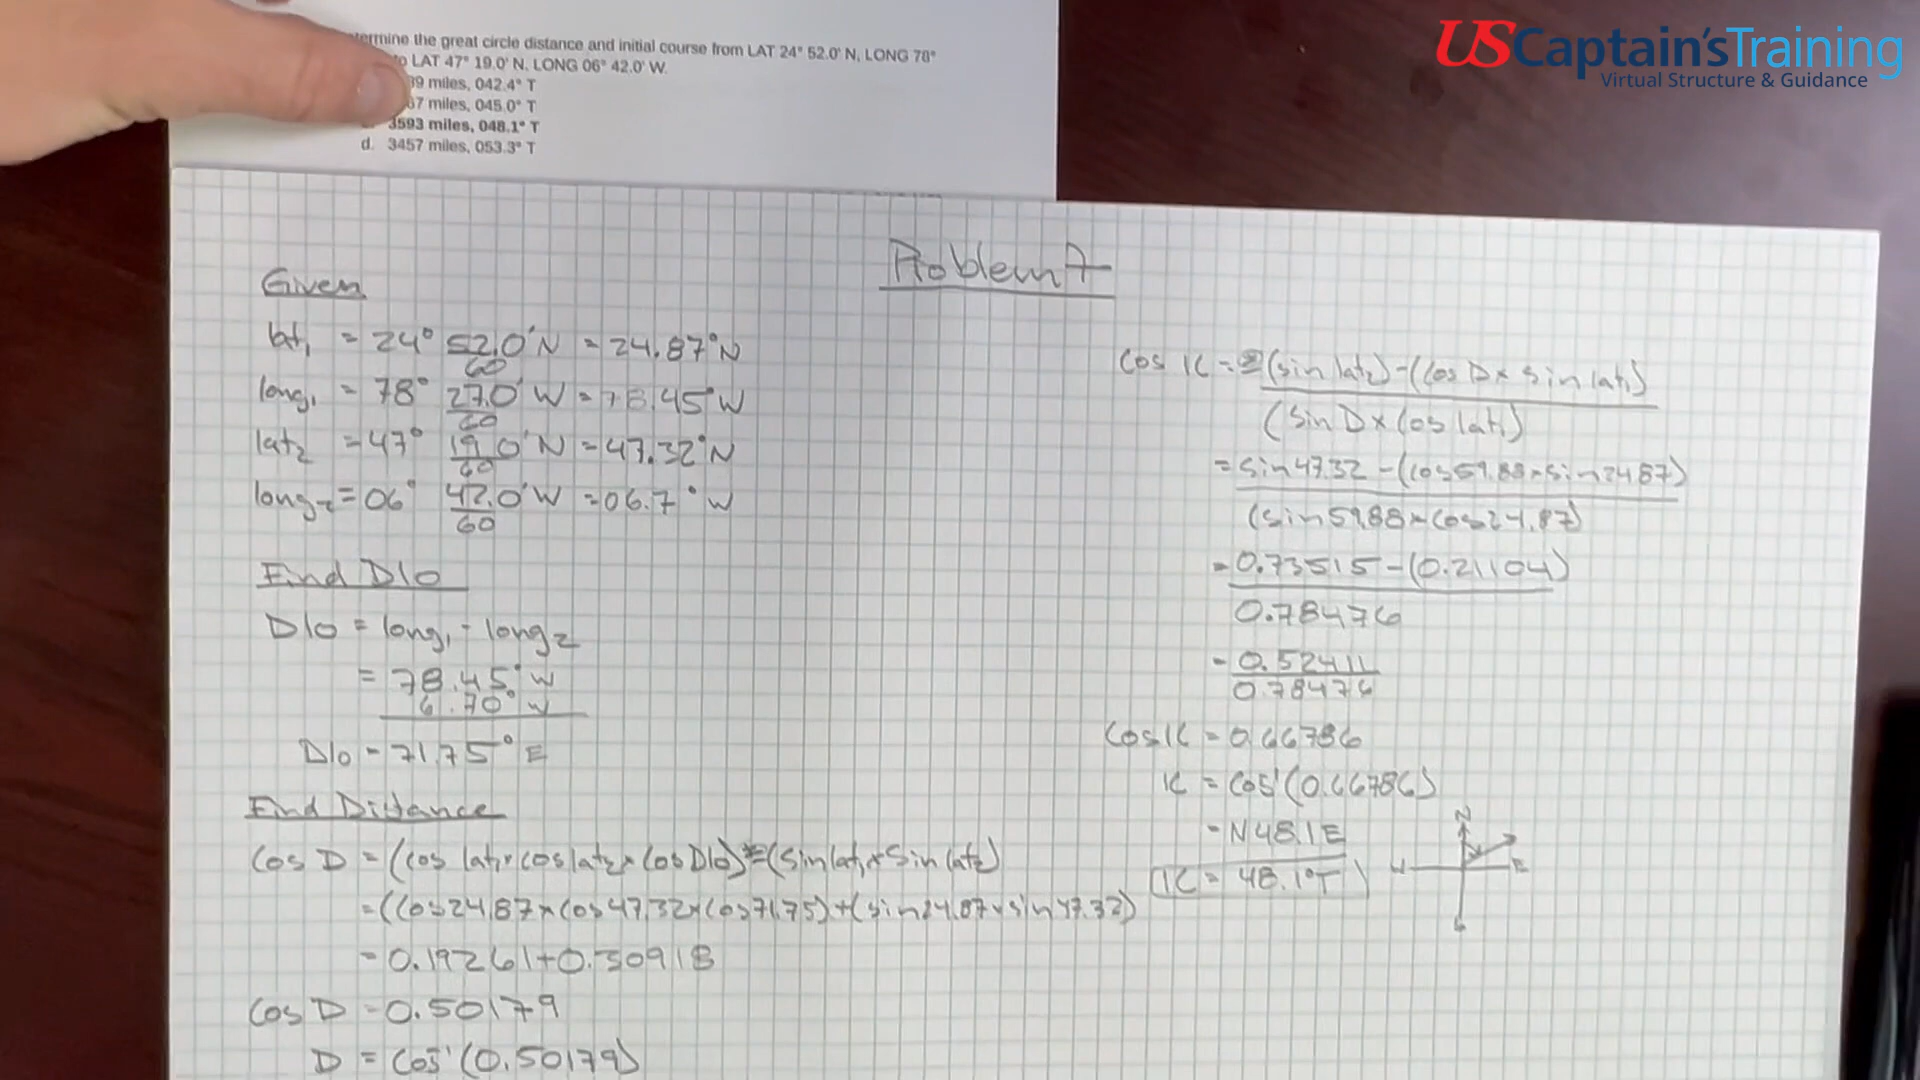 USCaptain'sTraining
Virtual Structure & Guidance
termine the great circle distance and initial course from LAT 24° 52.0' N, LONG 78°
o LAT 47° 19.0' N, LONG 06° 42.0' W.
39 miles, 042.4° T
67 miles, 045.0° T
3593 miles, 048.1° T
d. 3457 miles, 053.3° T
Problem 7
Given
lat₁ = 24° 52.0'/60 N = 24.87°N
long₁ = 78° 27.0'/60 W = 78.45°W
lat₂ = 47° 19.0'/60 N = 47.32°N
long₂ = 06° 42.0'/60 W = 06.7°W
Find Dlo
Dlo = long₁ - long₂
= 78.45°W
6.70°W
Dlo = 71.75°E
Find Distance
Cos D = (cos lat₁ × cos lat₂ × cos Dlo) + (sin lat₁ × sin lat₂)
= (cos 24.87 × cos 47.32 × cos 71.75) + (sin 24.87 × sin 47.32)
= 0.19261 + 0.30918
Cos D = 0.50179
D = cos⁻¹ (0.50179)
Cos IC = (sin lat₂) - (cos D × sin lat₁)
(sin D × cos lat₁)
= sin 47.32 - (cos 59.88 × sin 24.87)
(sin 59.88 × cos 24.87)
= 0.73515 - (0.21104)
0.78476
= 0.52411
0.78476
Cos IC = 0.66786
IC = cos⁻¹ (0.66786)
= N 48.1 E
IC = 48.1°T
N
W E
S